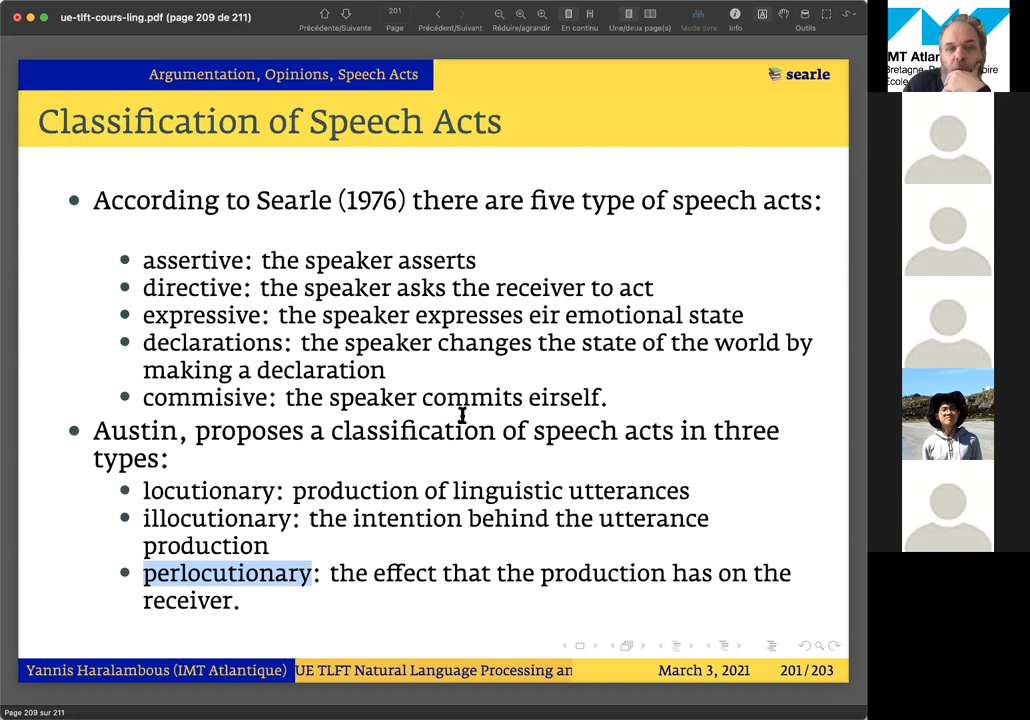 ue-tlft-cours-ling.pdf (page 209 de 211)
201
Précédente/Suivante
Page
Précédent/Suivant
Réduire/agrandir
En continu
Une/deux page(s)
Mode livre
Info
Outils
Argumentation, Opinions, Speech Acts
searle
Classification of Speech Acts
• According to Searle (1976) there are five type of speech acts:
• assertive: the speaker asserts
• directive: the speaker asks the receiver to act
• expressive: the speaker expresses eir emotional state
• declarations: the speaker changes the state of the world by
making a declaration
• commisive: the speaker commits eirself.
• Austin, proposes a classification of speech acts in three
types:
• locutionary: production of linguistic utterances
• illocutionary: the intention behind the utterance
production
• perlocutionary: the effect that the production has on the
receiver.
Yannis Haralambous (IMT Atlantique)
UE TLFT Natural Language Processing an
March 3, 2021
201/203
Page 209 sur 211